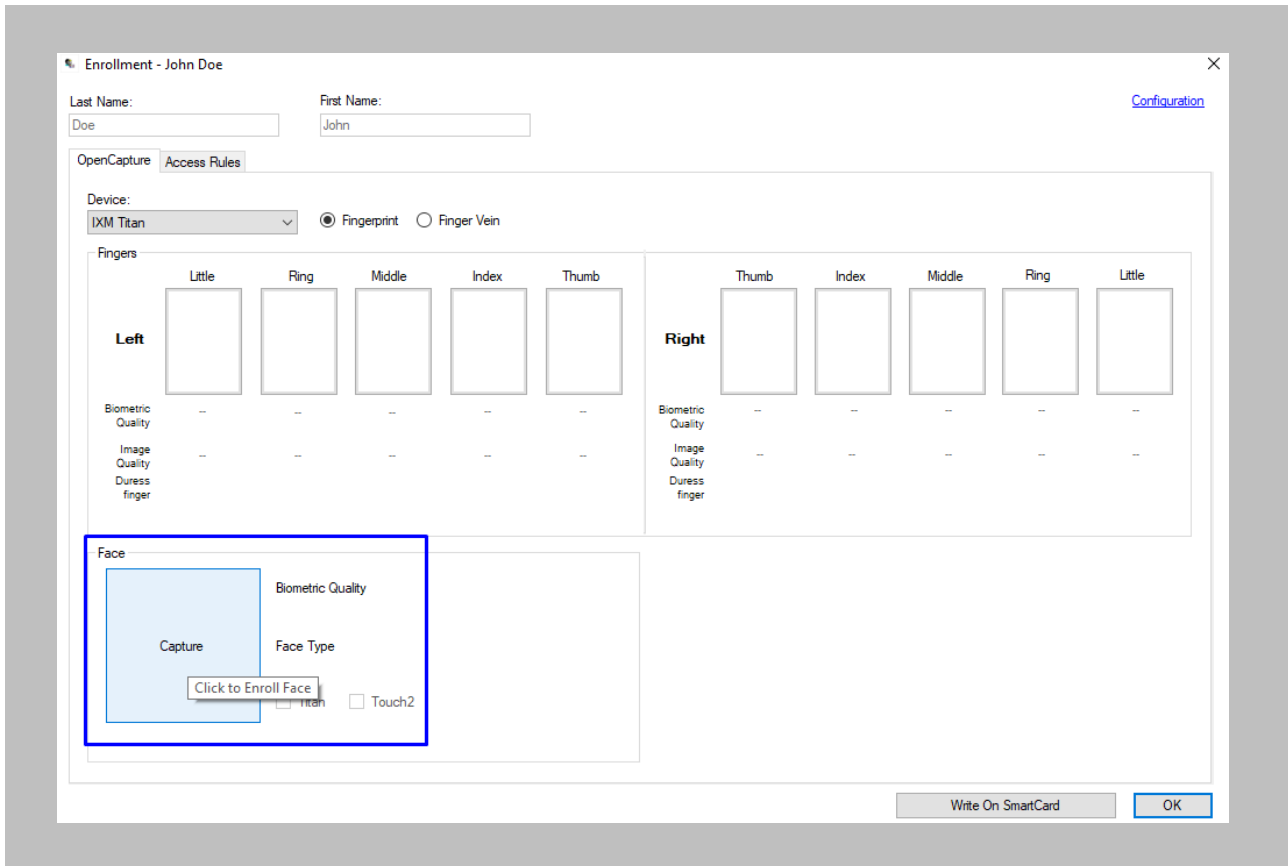 Enrollment - John Doe
Last Name: First Name: Configuration
Doe John
OpenCapture Access Rules
Device:
IXM Titan Fingerprint Finger Vein
Fingers
Little Ring Middle Index Thumb Thumb Index Middle Ring Little
Left Right
Biometric Quality -- -- -- -- -- Biometric Quality -- -- -- -- --
Image Quality -- -- -- -- -- Image Quality -- -- -- -- --
Duress finger Duress finger
Face
Biometric Quality
Capture Face Type
Click to Enroll Face
Titan Touch2
Write On SmartCard OK